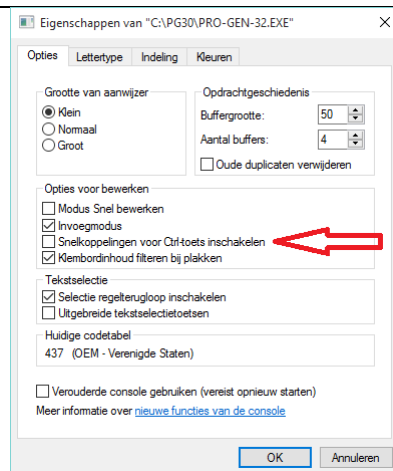 Eigenschappen van "C:\PG30\PRO-GEN-32.EXE"
Opties Lettertype Indeling Kleuren
Grootte van aanwijzer
Klein
Normaal
Groot
Opdrachtgeschiedenis
Buffergrootte: 50
Aantal buffers: 4
Oude duplicaten verwijderen
Opties voor bewerken
Modus Snel bewerken
Invoegmodus
Snelkoppelingen voor Ctrl-toets inschakelen
Klembordinhoud filteren bij plakken
Tekstselectie
Selectie regelterugloop inschakelen
Uitgebreide tekstselectietoetsen
Huidige codetabel
437 (OEM - Verenigde Staten)
Verouderde console gebruiken (vereist opnieuw starten)
Meer informatie over nieuwe functies van de console
OK Annuleren